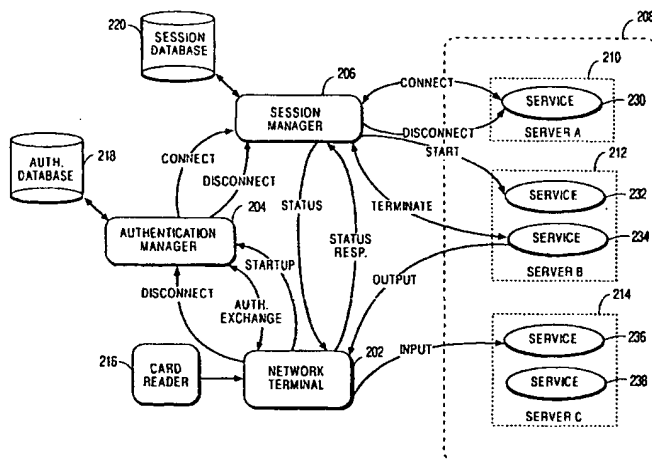 208
220
SESSION
DATABASE
206
210
CONNECT
SERVICE
230
SESSION
MANAGER
DISCONNECT
SERVER A
START
212
AUTH.
DATABASE
218
CONNECT
DISCONNECT
SERVICE
232
204
STATUS
TERMINATE
AUTHENTICATION
MANAGER
STATUS
RESP.
SERVICE
234
STARTUP
SERVER B
OUTPUT
DISCONNECT
214
AUTH.
EXCHANGE
SERVICE
236
INPUT
216
CARD
READER
NETWORK
TERMINAL
202
SERVICE
238
SERVER C